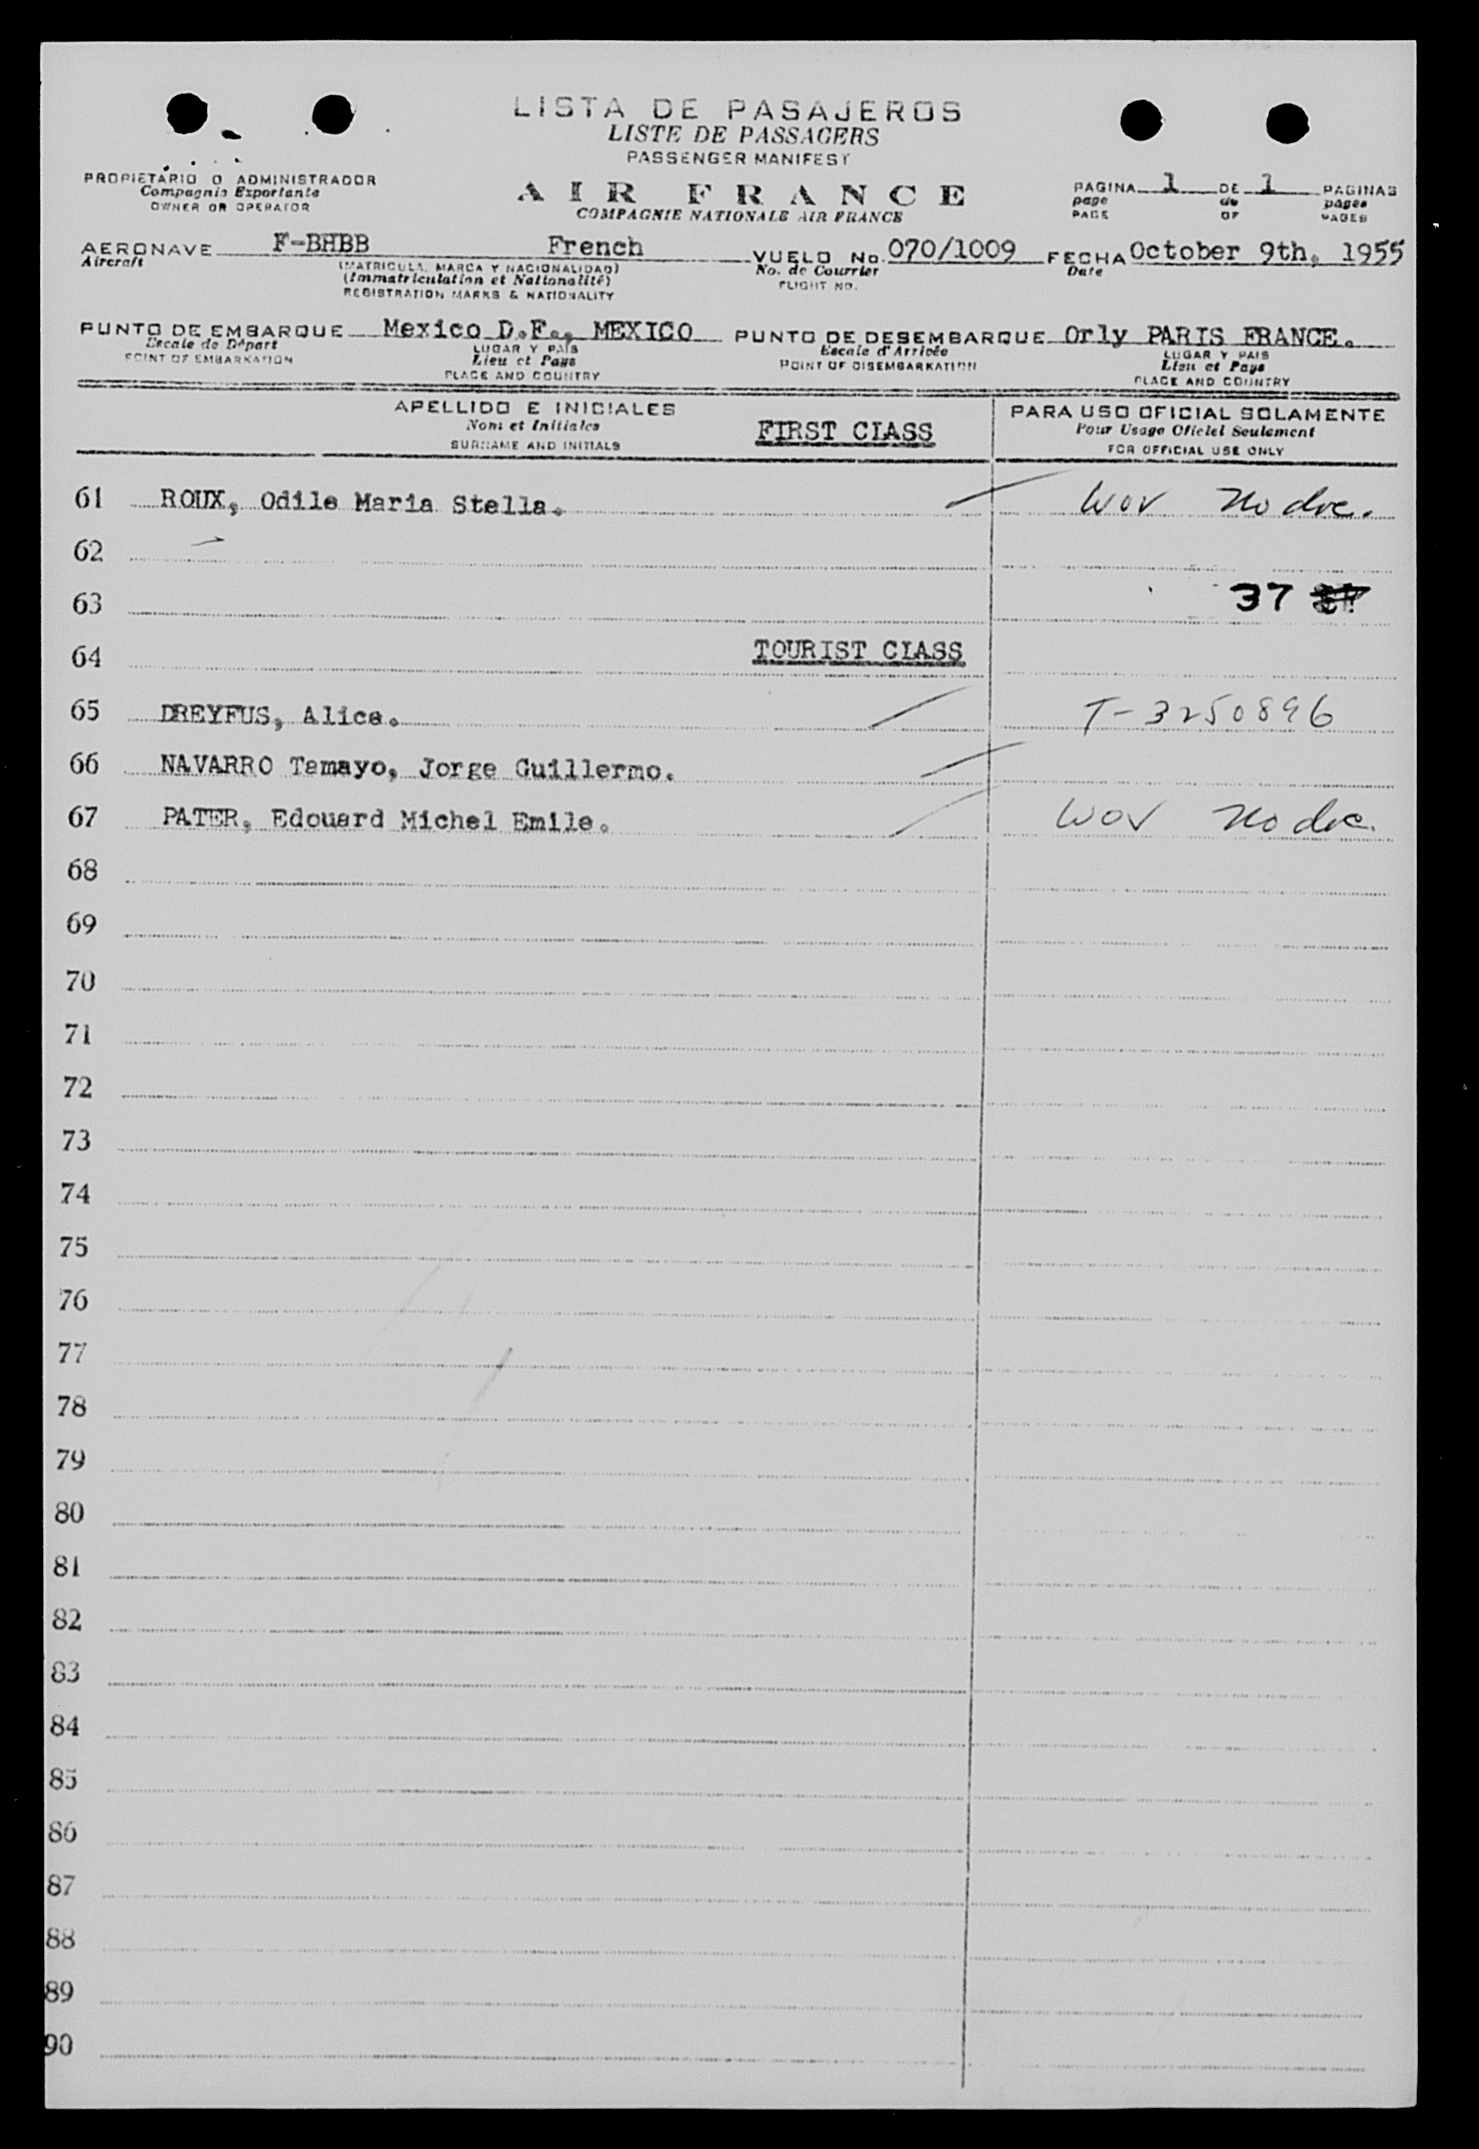 LISTA DE PASAJEROS
LISTE DE PASSAGERS
PASSENGER MANIFEST
PROPIETARIO O ADMINISTRADOR
Compagnie Exportante
OWNER OR OPERATOR
AIR FRANCE
COMPAGNIE NATIONALE AIR FRANCE
PAGINA 1 DE 1 PAGINAS
page de pages
PAGE OF PAGES
AERONAVE F-BHBB French VUELO No. 070/1009 FECHA October 9th, 1955
Aircraft (MATRICULA, MARCA Y NACIONALIDAD) No. de Courrier Date
(Immatriculation et Nationalité) FLIGHT NO.
REGISTRATION MARKS & NATIONALITY
PUNTO DE EMBARQUE Mexico D.F., MEXICO PUNTO DE DESEMBARQUE Orly PARIS FRANCE.
Escale de Départ LUGAR Y PAIS Escale d'Arrivée LUGAR Y PAIS
POINT OF EMBARKATION Lieu et Pays POINT OF DISEMBARKATION Lieu et Pays
PLACE AND COUNTRY PLACE AND COUNTRY
APELLIDO E INICIALES PARA USO OFICIAL SOLAMENTE
Nom et Initiales FIRST CLASS Pour Usage Oficiel Seulement
SURNAME AND INITIALS FOR OFFICIAL USE ONLY
61 ROUX, Odile Maria Stella. WOV No doc.
62
63 37
64 TOURIST CLASS
65 DREYFUS, Alice. T-3250896
66 NAVARRO Tamayo, Jorge Guillermo.
67 PATER, Edouard Michel Emile. WOV No doc.
68
69
70
71
72
73
74
75
76
77
78
79
80
81
82
83
84
85
86
87
88
89
90